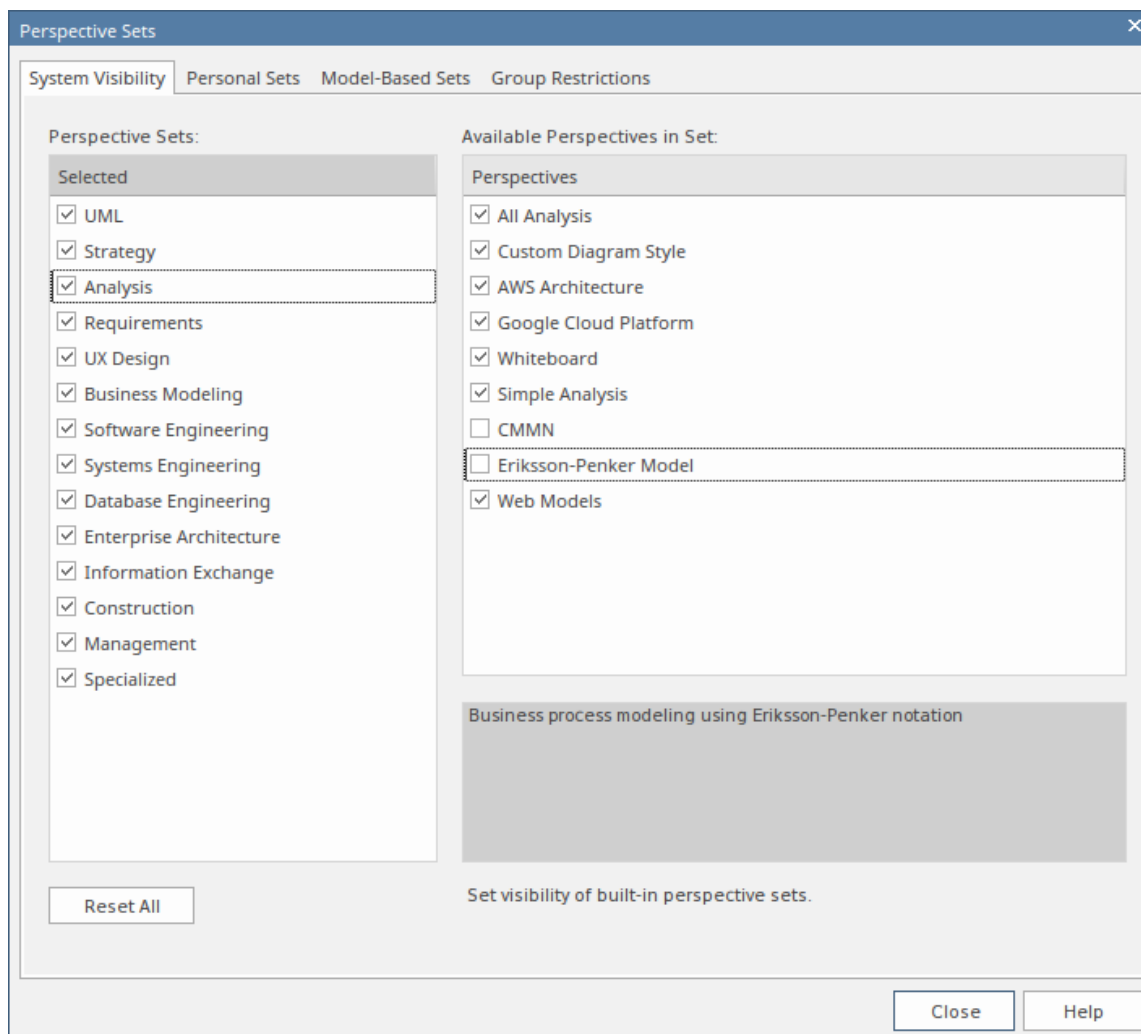 Perspective Sets
System Visibility Personal Sets Model-Based Sets Group Restrictions
Perspective Sets:
Selected
UML
Strategy
Analysis
Requirements
UX Design
Business Modeling
Software Engineering
Systems Engineering
Database Engineering
Enterprise Architecture
Information Exchange
Construction
Management
Specialized
Reset All
Available Perspectives in Set:
Perspectives
All Analysis
Custom Diagram Style
AWS Architecture
Google Cloud Platform
Whiteboard
Simple Analysis
CMMN
Eriksson-Penker Model
Web Models
Business process modeling using Eriksson-Penker notation
Set visibility of built-in perspective sets.
Close Help